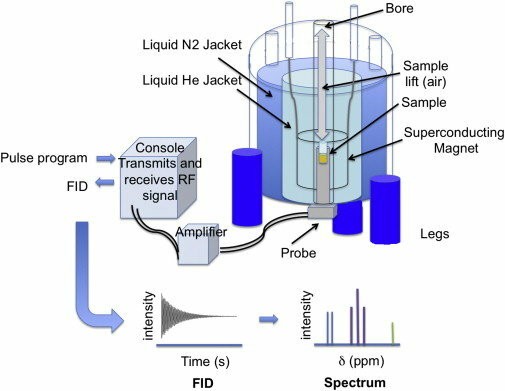 Bore
Liquid N2 Jacket
Liquid He Jacket
Sample
lift (air)
Sample
Superconducting
Magnet
Console
Transmits and
receives RF
signal
Pulse program
FID
Amplifier
Probe
Legs
intensity
Time (s)
FID
intensity
δ (ppm)
Spectrum